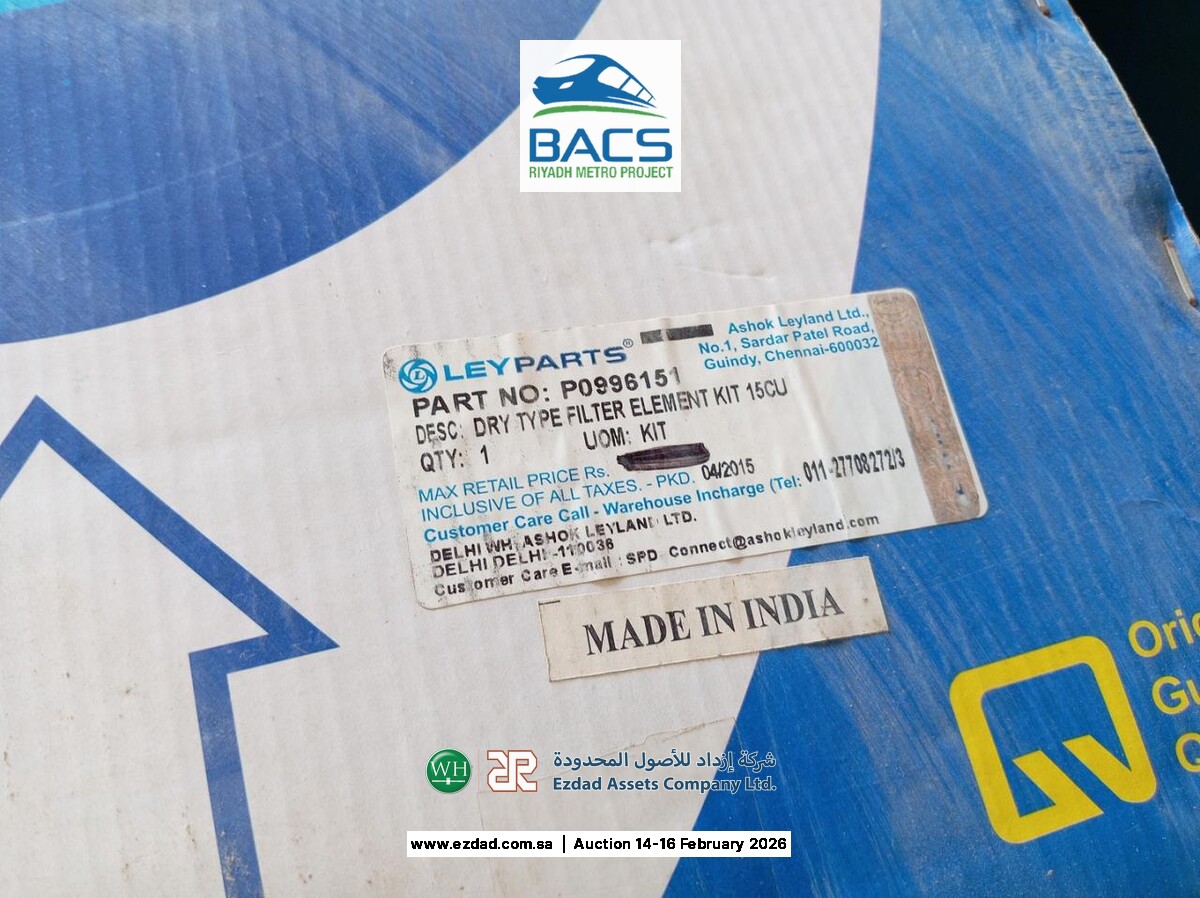 BACS
RIYADH METRO PROJECT
LEYPARTS®
Ashok Leyland Ltd.,
No.1, Sardar Patel Road,
Guindy, Chennai-600032
PART NO: P0996151
DESC: DRY TYPE FILTER ELEMENT KIT 15CU
QTY: 1 UOM: KIT
MAX RETAIL PRICE Rs.
INCLUSIVE OF ALL TAXES. - PKD. 04/2015
Customer Care Call - Warehouse Incharge (Tel: 011-27708272/3
DELHI WH, ASHOK LEYLAND LTD.
DELHI DELHI -110036
Customer Care E-mail : SPD Connect@ashokleyland.com
MADE IN INDIA
WH
شركة إزداد للأصول المحدودة
Ezdad Assets Company Ltd.
www.ezdad.com.sa | Auction 14-16 February 2026